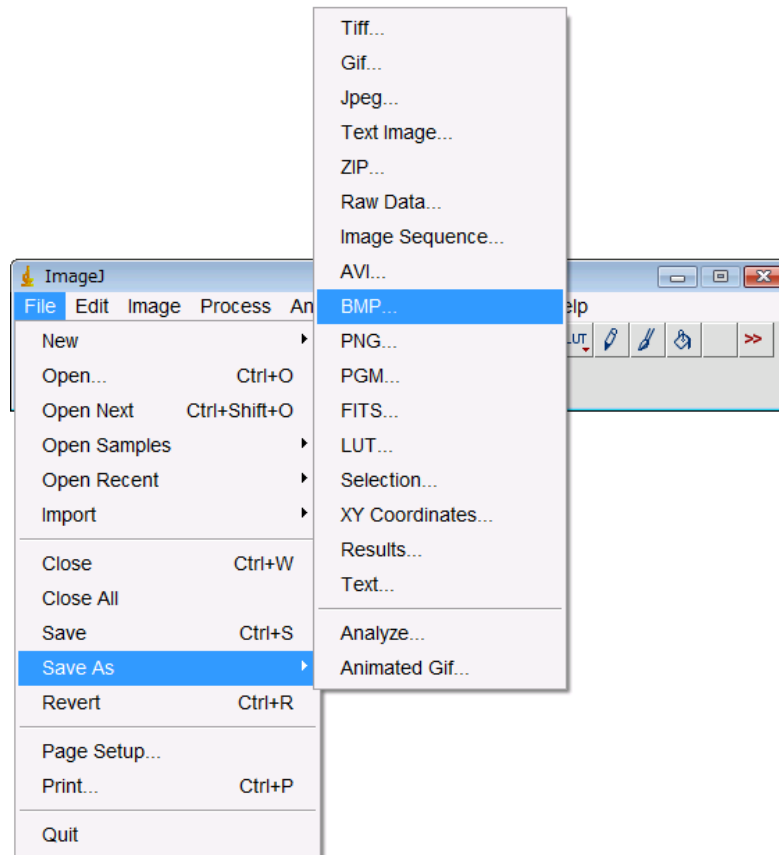 ImageJ
File Edit Image Process An elp
LUT >>
New
Open... Ctrl+O
Open Next Ctrl+Shift+O
Open Samples
Open Recent
Import
Close Ctrl+W
Close All
Save Ctrl+S
Save As
Revert Ctrl+R
Page Setup...
Print... Ctrl+P
Quit
Tiff...
Gif...
Jpeg...
Text Image...
ZIP...
Raw Data...
Image Sequence...
AVI...
BMP...
PNG...
PGM...
FITS...
LUT...
Selection...
XY Coordinates...
Results...
Text...
Analyze...
Animated Gif...